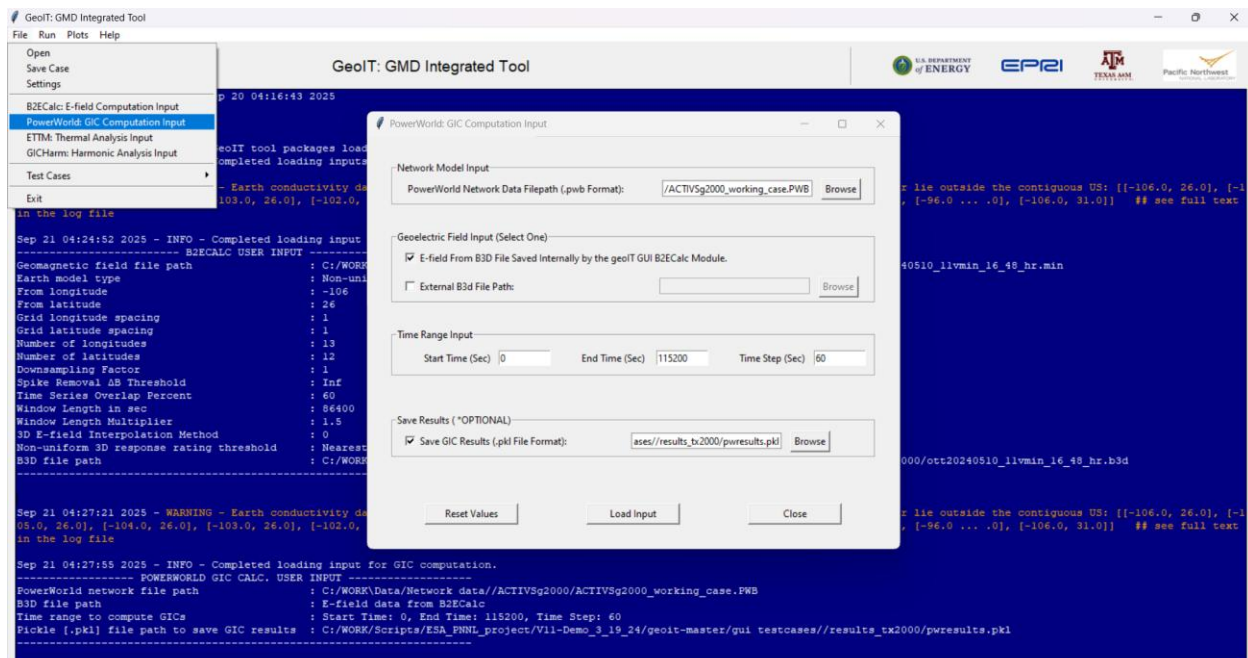 GeoIT: GMD Integrated Tool
File Run Plots Help
Open
Save Case
Settings
B2ECalc: E-field Computation Input
PowerWorld: GIC Computation Input
ETTM: Thermal Analysis Input
GICHarm: Harmonic Analysis Input
Test Cases
Exit
GeoIT: GMD Integrated Tool
U.S. DEPARTMENT of ENERGY
EPRI
TEXAS A&M
Pacific Northwest
p 20 04:16:43 2025
eoIT tool packages load
ompleted loading inputs
- Earth conductivity da
r lie outside the contiguous US: [[-106.0, 26.0], [-1
103.0, 26.0], [-102.0,
, [-96.0 ... .0], [-106.0, 31.0]] ## see full text
in the log file
Sep 21 04:24:52 2025 - INFO - Completed loading input
------------------------ B2ECALC USER INPUT ---------
Geomagnetic field file path : C:/WORK
40510_11vmin_16_48_hr.min
Earth model type : Non-uni
From longitude : -106
From latitude : 26
Grid longitude spacing : 1
Grid latitude spacing : 1
Number of longitudes : 13
Number of latitudes : 12
Downsampling Factor : 1
Spike Removal ΔB Threshold : Inf
Time Series Overlap Percent : 60
Window Length in sec : 86400
Window Length Multiplier : 1.5
3D E-field Interpolation Method : 0
Non-uniform 3D response rating threshold : Nearest
B3D file path : C:/WORK
000/ott20240510_11vmin_16_48_hr.b3d
Sep 21 04:27:21 2025 - WARNING - Earth conductivity da
r lie outside the contiguous US: [[-106.0, 26.0], [-1
05.0, 26.0], [-104.0, 26.0], [-103.0, 26.0], [-102.0,
, [-96.0 ... .0], [-106.0, 31.0]] ## see full text
in the log file
Sep 21 04:27:55 2025 - INFO - Completed loading input for GIC computation.
------------------ POWERWORLD GIC CALC. USER INPUT -------------------
PowerWorld network file path : C:/WORK\Data/Network data//ACTIVSg2000/ACTIVSg2000_working_case.PWB
B3D file path : E-field data from B2ECalc
Time range to compute GICs : Start Time: 0, End Time: 115200, Time Step: 60
Pickle [.pkl] file path to save GIC results : C:/WORK/Scripts/ESA_PNNL_project/V11-Demo_3_19_24/geoit-master/gui testcases//results_tx2000/pwresults.pkl
PowerWorld: GIC Computation Input
Network Model Input
PowerWorld Network Data Filepath (.pwb Format): /ACTIVSg2000_working_case.PWB Browse
Geoelectric Field Input (Select One)
E-field From B3D File Saved Internally by the geoIT GUI B2ECalc Module.
External B3d File Path: Browse
Time Range Input
Start Time (Sec) 0 End Time (Sec) 115200 Time Step (Sec) 60
Save Results ( *OPTIONAL)
Save GIC Results (.pkl File Format): ases//results_tx2000/pwresults.pkl Browse
Reset Values Load Input Close